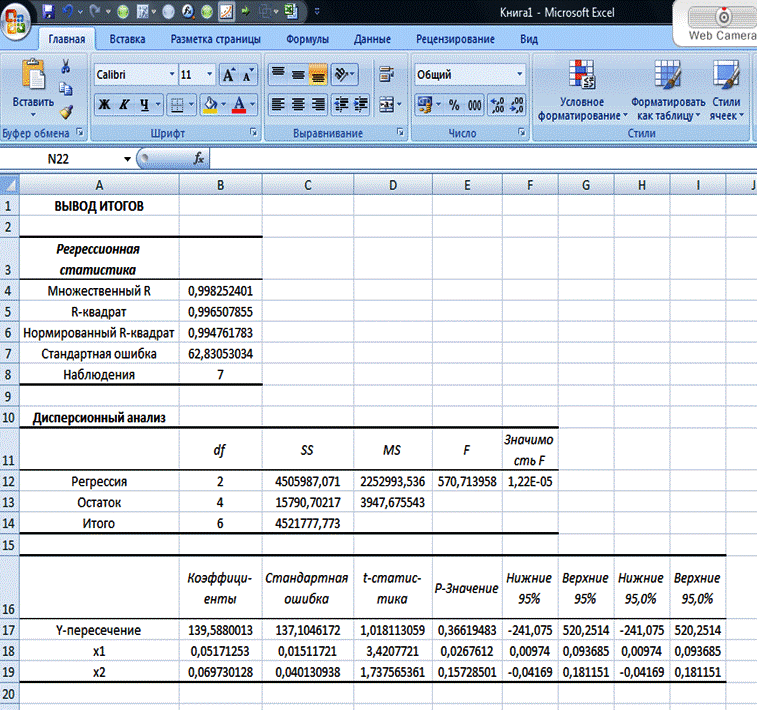 Книга1 - Microsoft Excel
Web Camera
Главная Вставка Разметка страницы Формулы Данные Рецензирование Вид
Вставить
Calibri 11 Общий
Ж К Ч % 000
Условное форматирование Форматировать как таблицу Стили ячеек
Буфер обмена Шрифт Выравнивание Число Стили
N22 fx
A B C D E F G H I J
1 ВЫВОД ИТОГОВ
2
Регрессионная
3 статистика
4 Множественный R 0,998252401
5 R-квадрат 0,996507855
6 Нормированный R-квадрат 0,994761783
7 Стандартная ошибка 62,83053034
8 Наблюдения 7
9
10 Дисперсионный анализ
11 df SS MS F Значимо сть F
12 Регрессия 2 4505987,071 2252993,536 570,713958 1,22E-05
13 Остаток 4 15790,70217 3947,675543
14 Итого 6 4521777,773
15
16 Коэффици- енты Стандартная ошибка t-статис- тика P-Значение Нижние 95% Верхние 95% Нижние 95,0% Верхние 95,0%
17 Y-пересечение 139,5880013 137,1046172 1,018113059 0,36619483 -241,075 520,2514 -241,075 520,2514
18 x1 0,05171253 0,01511721 3,4207721 0,0267612 0,00974 0,093685 0,00974 0,093685
19 x2 0,069730128 0,040130938 1,737565361 0,15728501 -0,04169 0,181151 -0,04169 0,181151
20